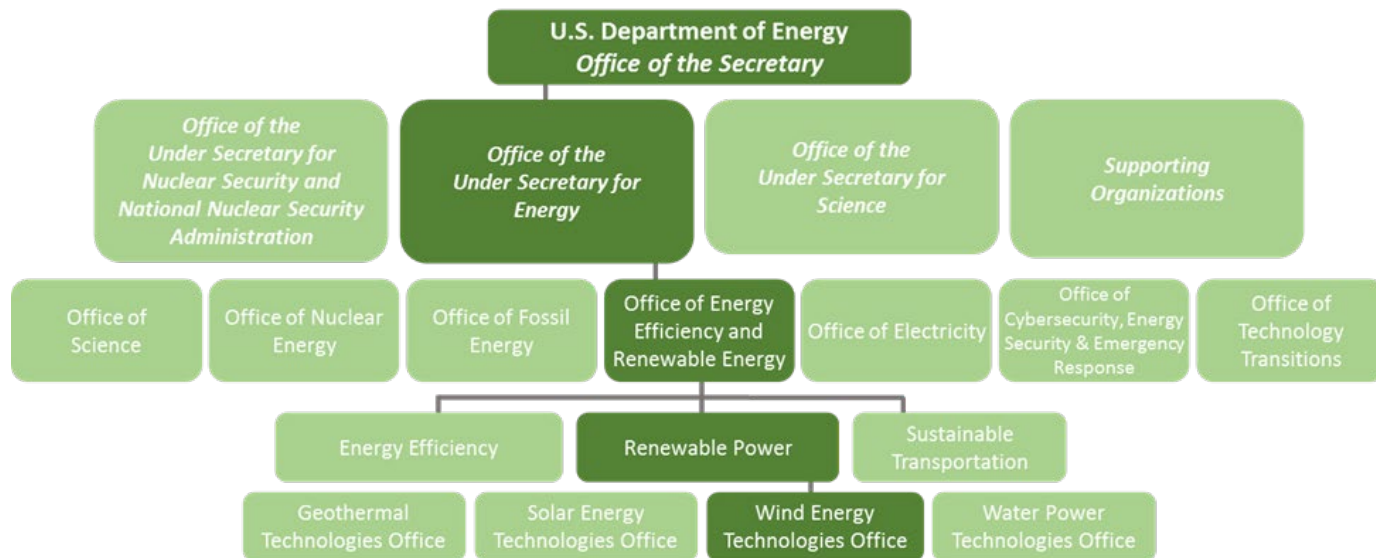 U.S. Department of Energy
Office of the Secretary
Office of the
Under Secretary for
Nuclear Security and
National Nuclear Security
Administration
Office of the
Under Secretary for
Energy
Office of the
Under Secretary for
Science
Supporting
Organizations
Office of
Science
Office of Nuclear
Energy
Office of Fossil
Energy
Office of Energy
Efficiency and
Renewable Energy
Office of Electricity
Office of
Cybersecurity, Energy
Security & Emergency
Response
Office of
Technology
Transitions
Energy Efficiency
Renewable Power
Sustainable
Transportation
Geothermal
Technologies Office
Solar Energy
Technologies Office
Wind Energy
Technologies Office
Water Power
Technologies Office